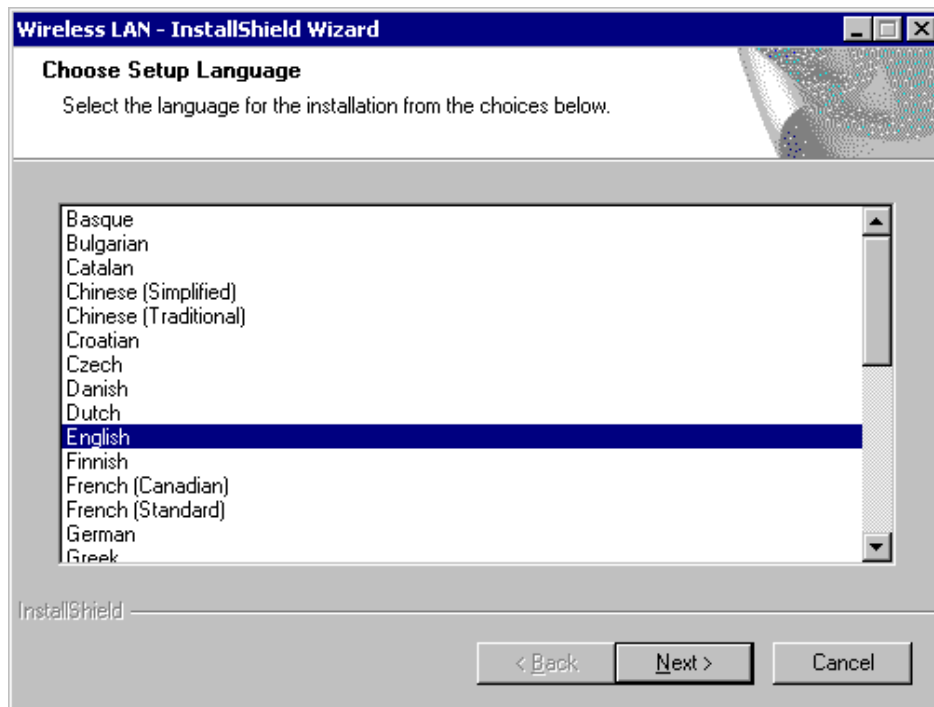 Wireless LAN - InstallShield Wizard
Choose Setup Language
Select the language for the installation from the choices below.
Basque
Bulgarian
Catalan
Chinese (Simplified)
Chinese (Traditional)
Croatian
Czech
Danish
Dutch
English
Finnish
French (Canadian)
French (Standard)
German
Greek
InstallShield
< Back Next > Cancel